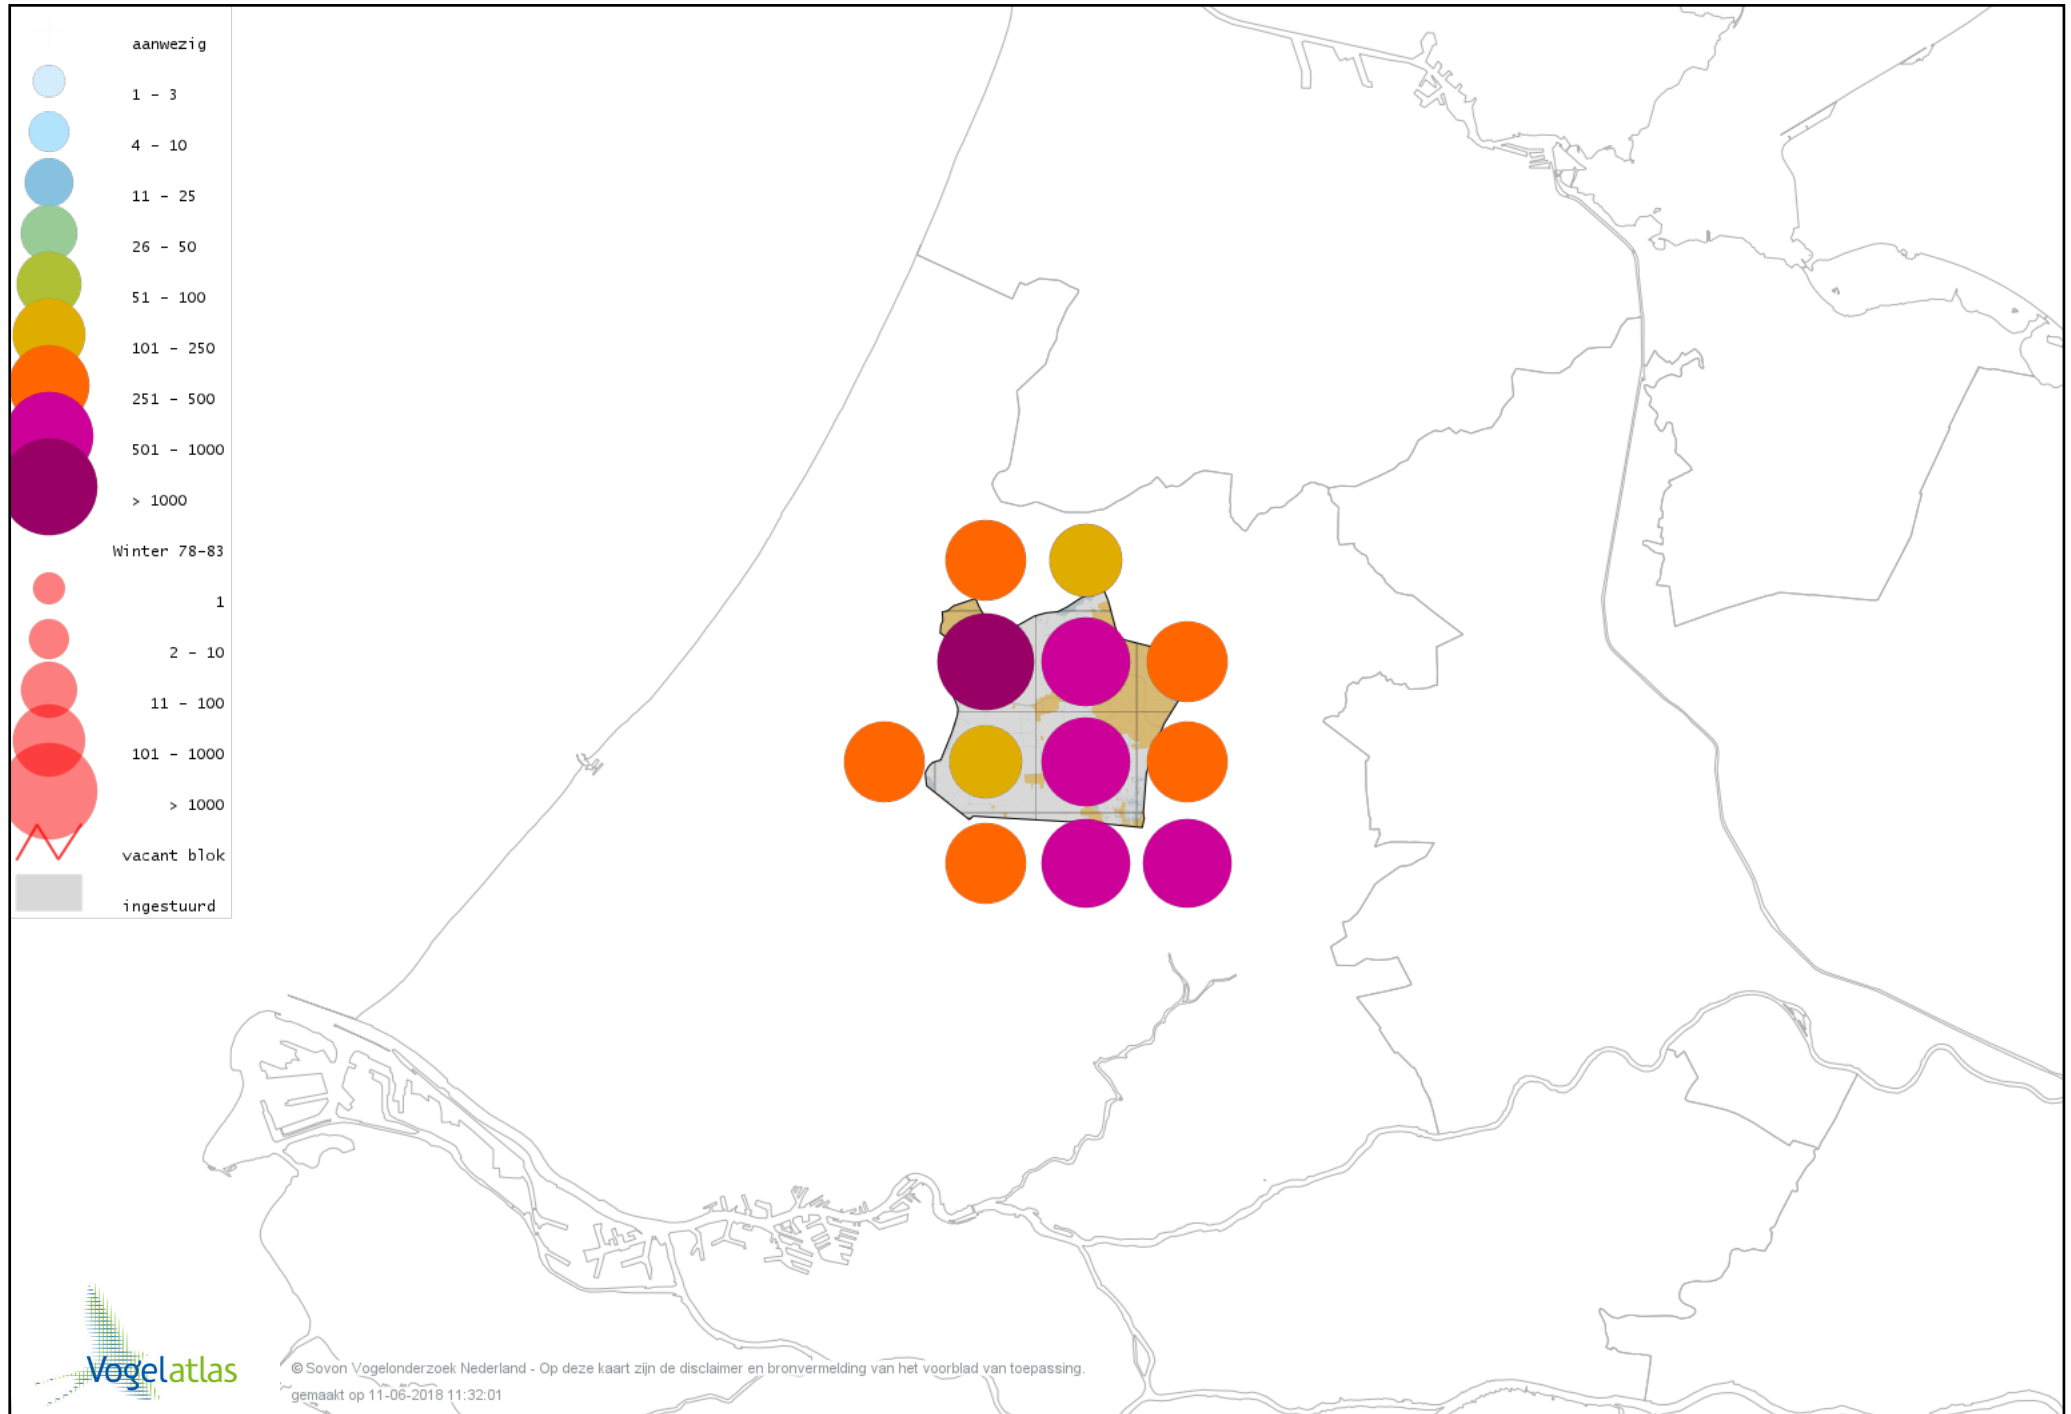 aanwezig
1 - 3
4 - 10
11 - 25
26 - 50
51 - 100
101 - 250
251 - 500
501 - 1000
> 1000
Winter 78-83
1
2 - 10
11 - 100
101 - 1000
> 1000
vacant blok
ingestuurd
Vogelatlas
© Sovon Vogelonderzoek Nederland - Op deze kaart zijn de disclaimer en bronvermelding van het voorblad van toepassing.
gemaakt op 11-06-2018 11:32:01